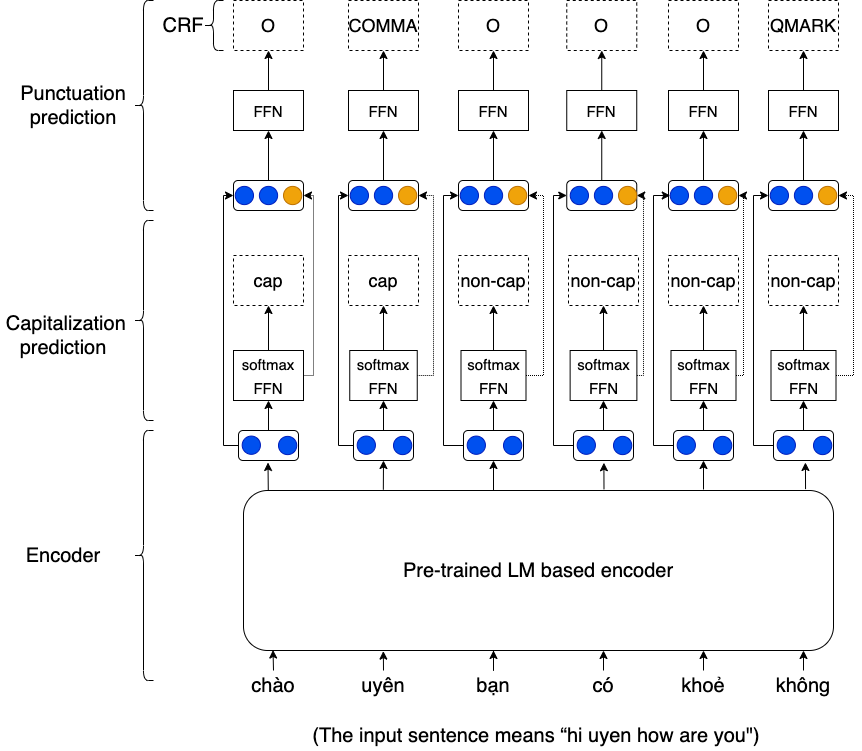 CRF
O COMMA O O O QMARK
Punctuation
prediction
FFN FFN FFN FFN FFN FFN
Capitalization
prediction
cap cap non-cap non-cap non-cap non-cap
softmax softmax softmax softmax softmax softmax
FFN FFN FFN FFN FFN FFN
Encoder
Pre-trained LM based encoder
chào uyên bạn có khoẻ không
(The input sentence means “hi uyen how are you")